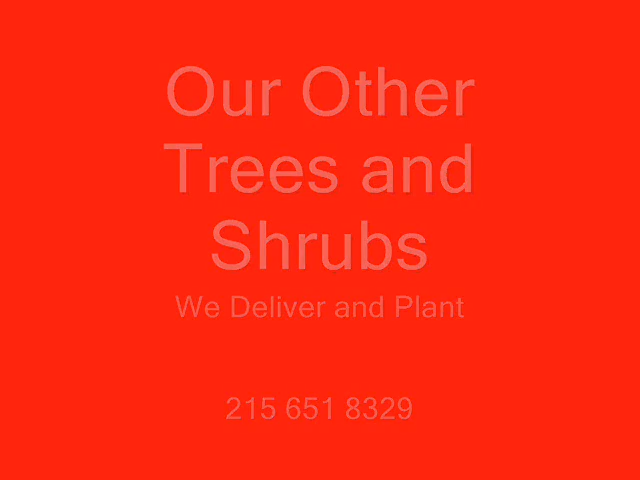 Our Other
Trees and
Shrubs
We Deliver and Plant
215 651 8329